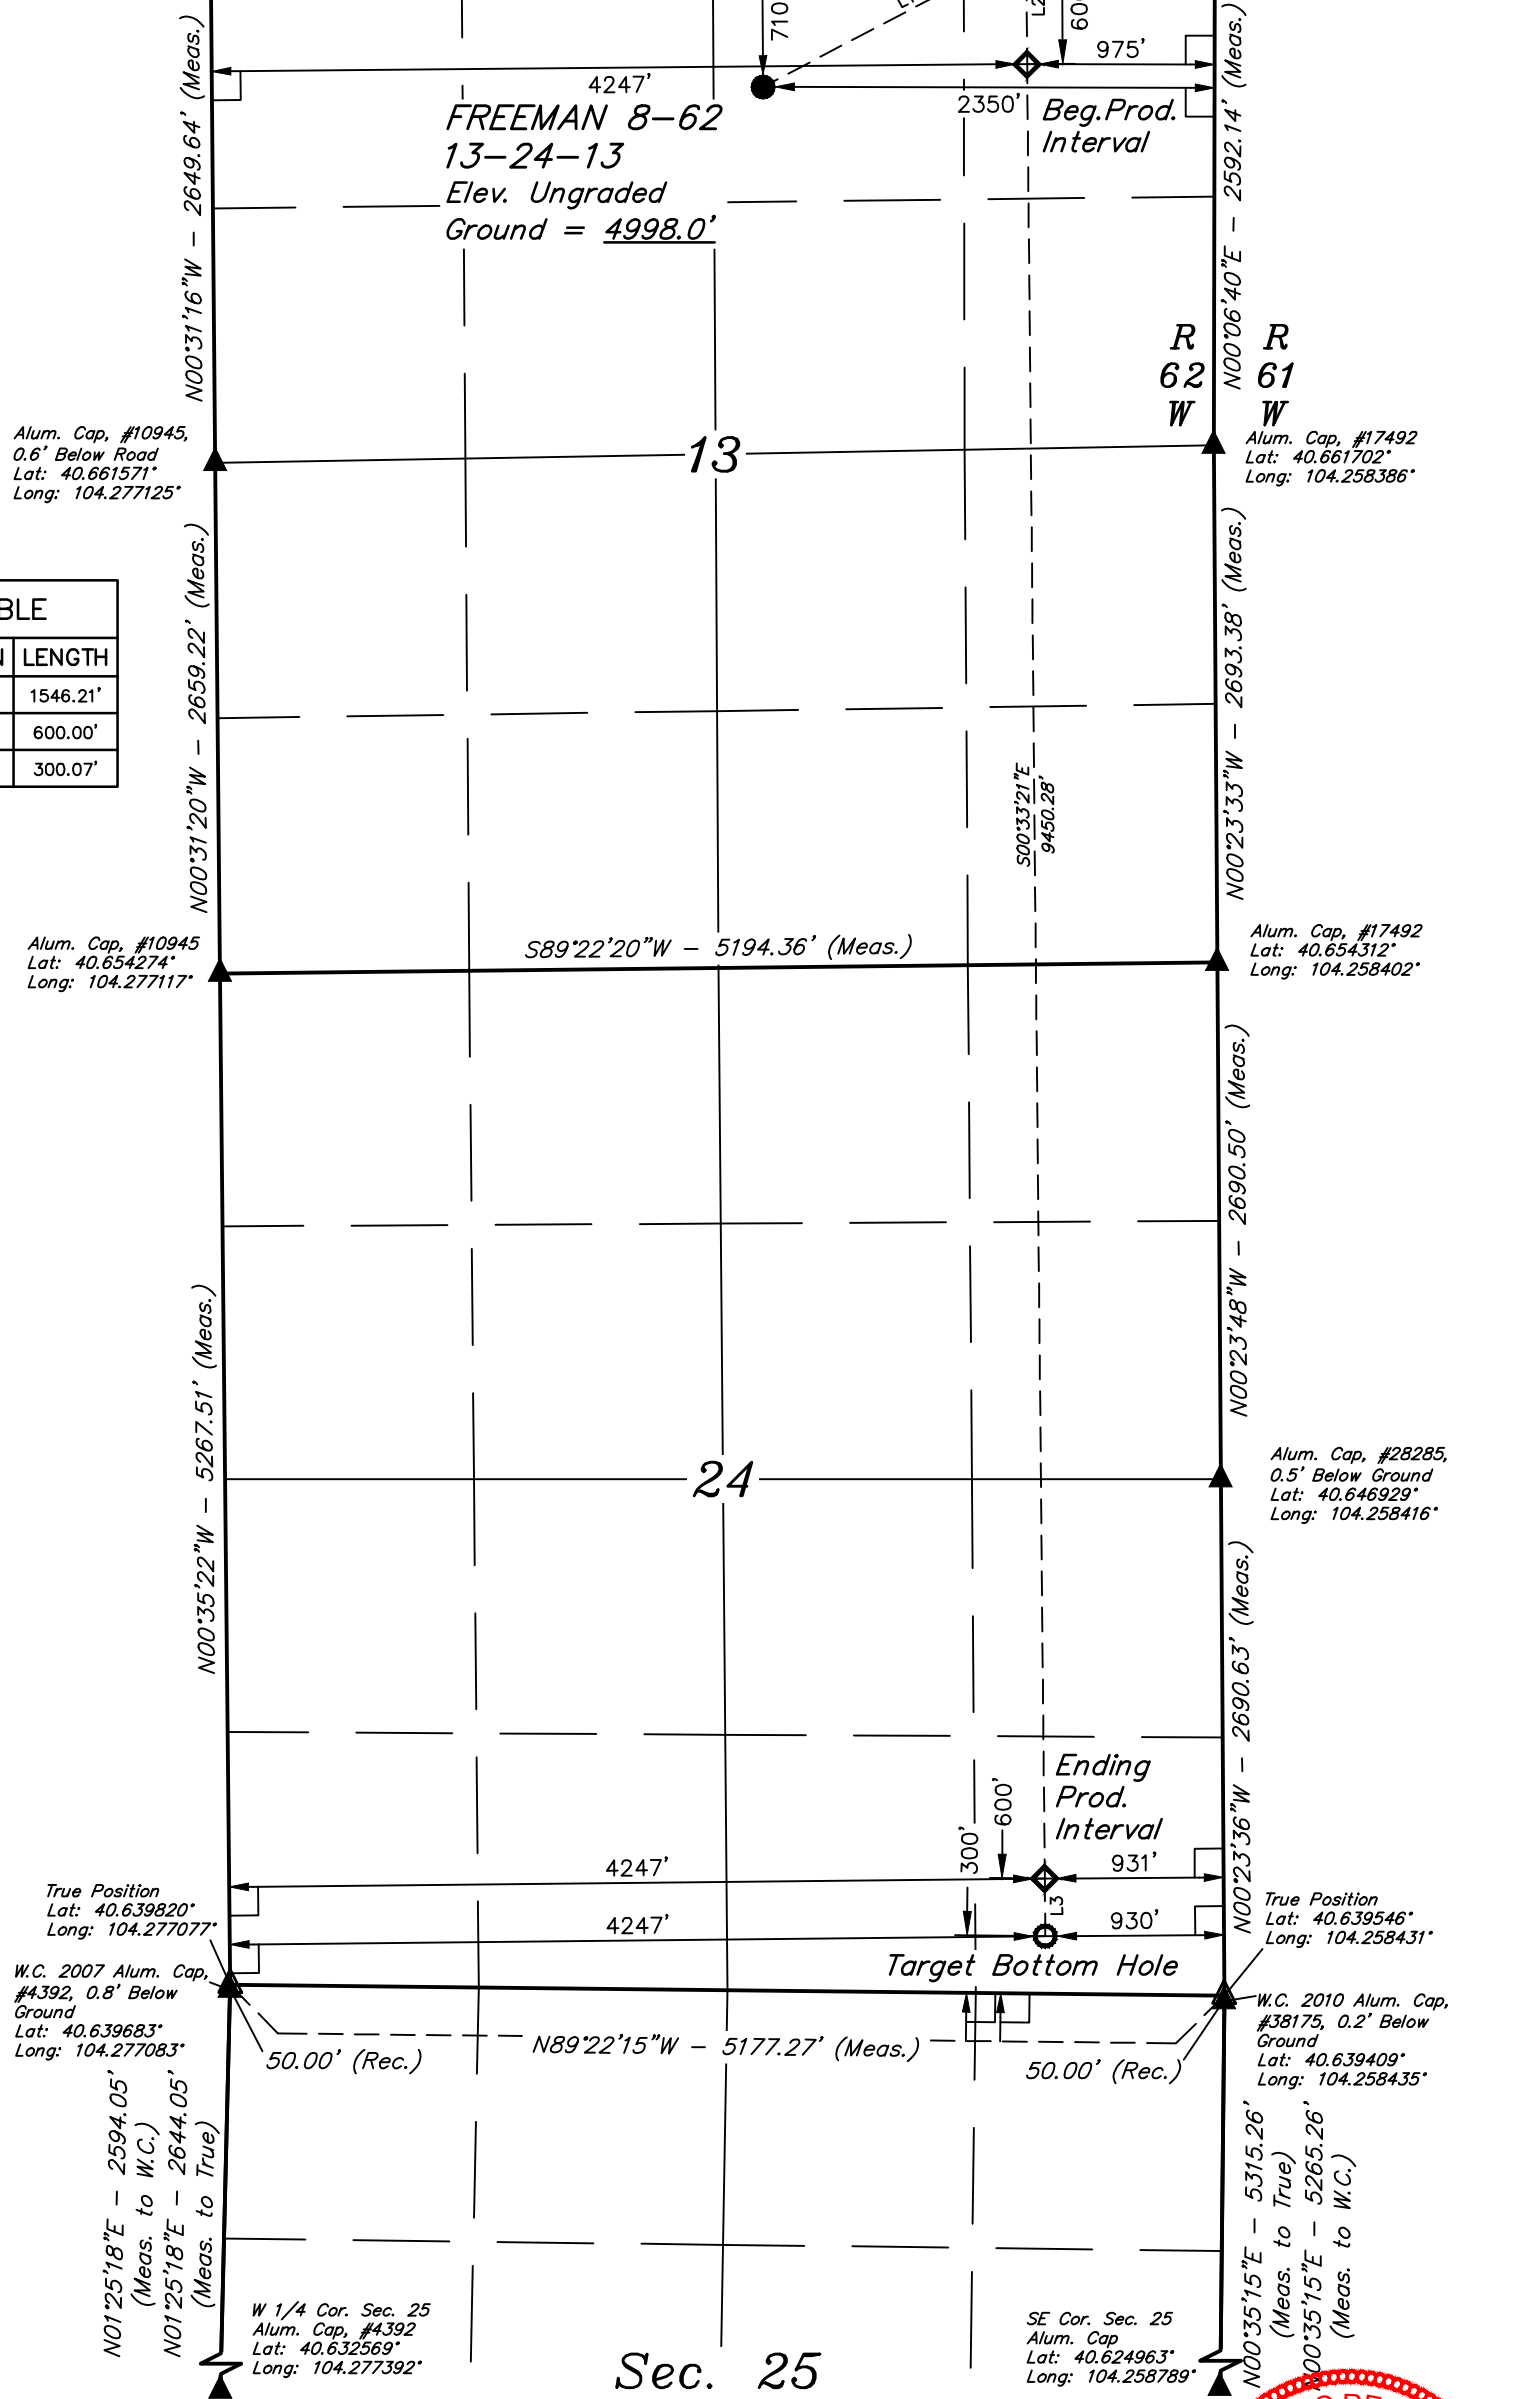 710
L2
60
975'
4247'
2350'
FREEMAN 8-62
13-24-13
Elev. Ungraded
Ground = 4998.0'
Beg.Prod.
Interval
N00°31'16"W - 2649.64' (Meas.)
N00°06'40"E - 2592.14' (Meas.)
R
62
W
R
61
W
Alum. Cap, #10945,
0.6' Below Road
Lat: 40.661571°
Long: 104.277125°
13
Alum. Cap, #17492
Lat: 40.661702°
Long: 104.258386°
BLE
N LENGTH
1546.21'
600.00'
300.07'
N00°31'20"W - 2659.22' (Meas.)
S00°33'21"E
9450.28'
N00°23'33"W - 2693.38' (Meas.)
Alum. Cap, #10945
Lat: 40.654274°
Long: 104.277117°
S89°22'20"W - 5194.36' (Meas.)
Alum. Cap, #17492
Lat: 40.654312°
Long: 104.258402°
N00°23'48"W - 2690.50' (Meas.)
N00°35'22"W - 5267.51' (Meas.)
24
Alum. Cap, #28285,
0.5' Below Ground
Lat: 40.646929°
Long: 104.258416°
N00°23'36"W - 2690.63' (Meas.)
Ending
Prod.
Interval
600'
300'
4247'
931'
L3
4247'
930'
Target Bottom Hole
True Position
Lat: 40.639820°
Long: 104.277077°
True Position
Lat: 40.639546°
Long: 104.258431°
W.C. 2007 Alum. Cap,
#4392, 0.8' Below
Ground
Lat: 40.639683°
Long: 104.277083°
W.C. 2010 Alum. Cap,
#38175, 0.2' Below
Ground
Lat: 40.639409°
Long: 104.258435°
N89°22'15"W - 5177.27' (Meas.)
50.00' (Rec.)
50.00' (Rec.)
N01°25'18"E - 2594.05'
(Meas. to W.C.)
N01°25'18"E - 2644.05'
(Meas. to True)
N00°35'15"E - 5315.26'
(Meas. to True)
N00°35'15"E - 5265.26'
(Meas. to W.C.)
W 1/4 Cor. Sec. 25
Alum. Cap, #4392
Lat: 40.632569°
Long: 104.277392°
SE Cor. Sec. 25
Alum. Cap
Lat: 40.624963°
Long: 104.258789°
Sec. 25